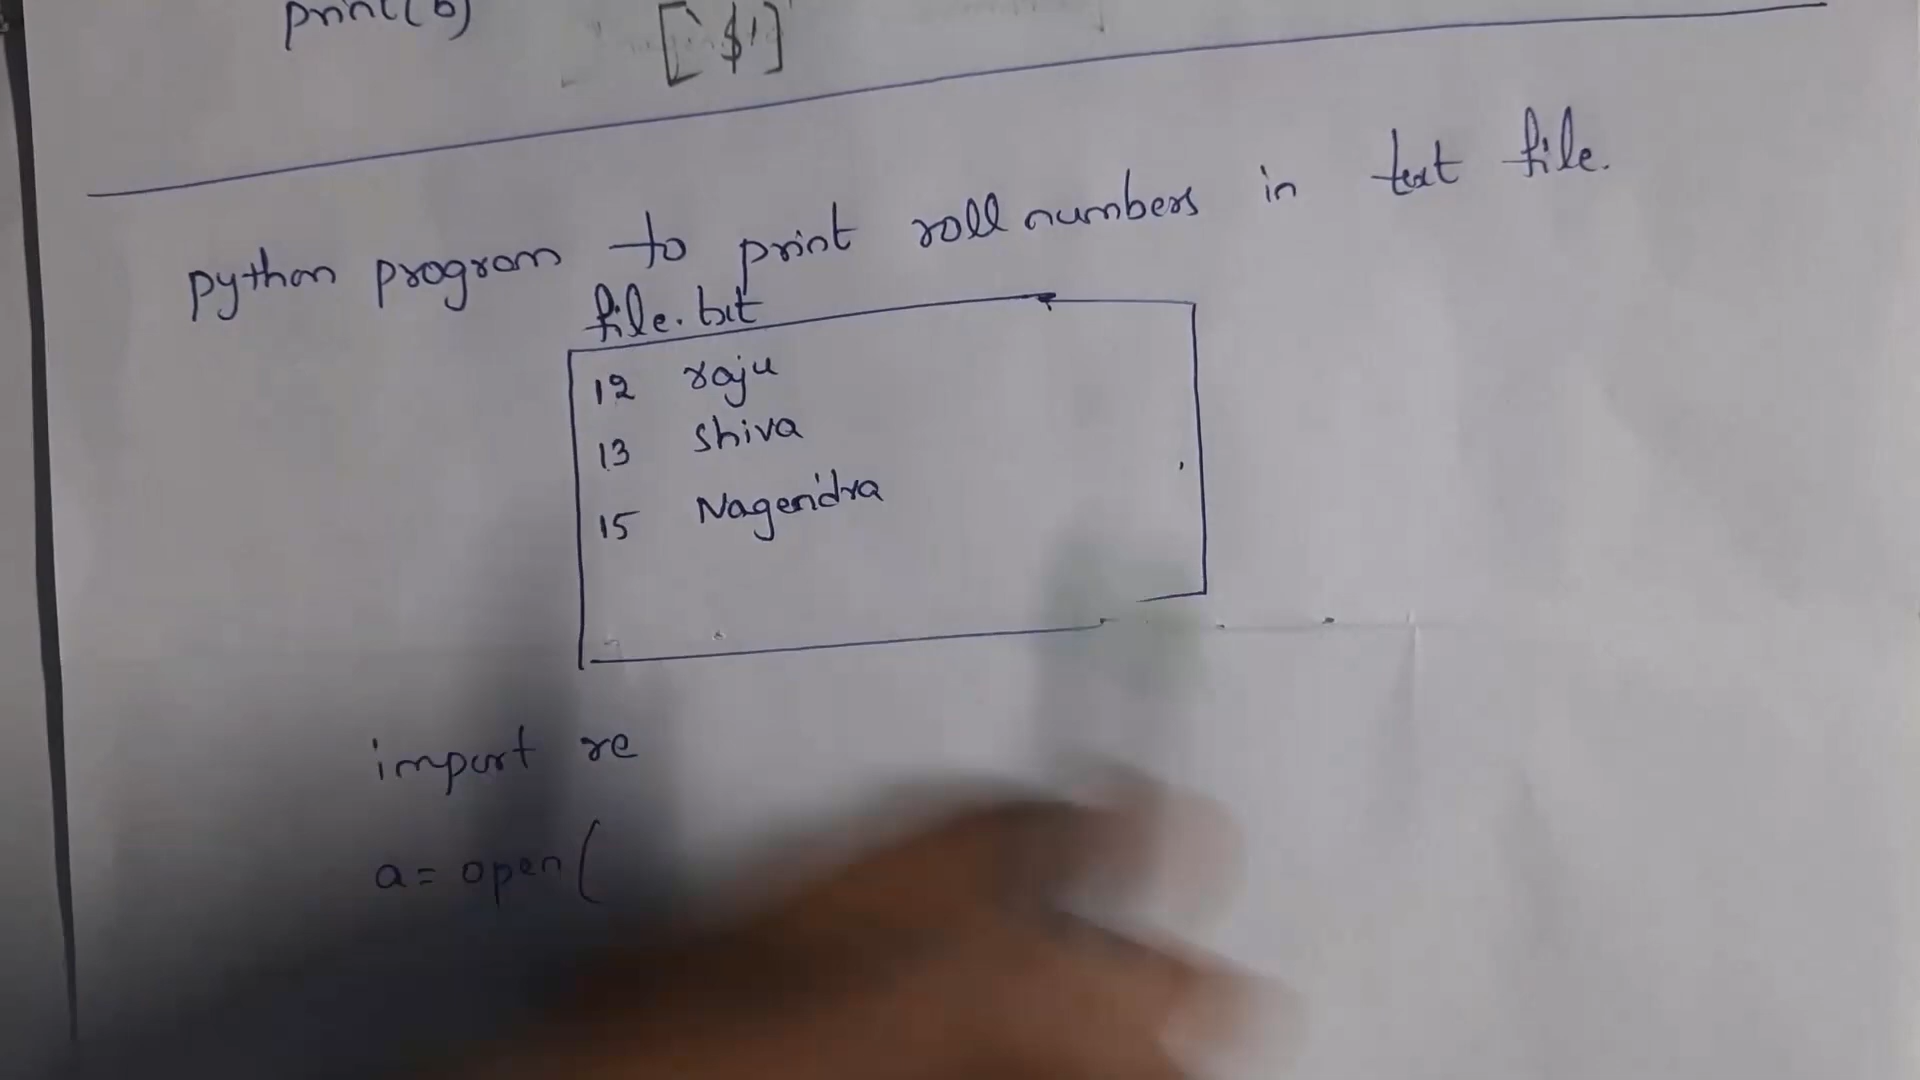 print(b)
['$']
python program to print roll numbers in text file.
file.txt
12 raju
13 shiva
15 Nagendra
import re
a = open(